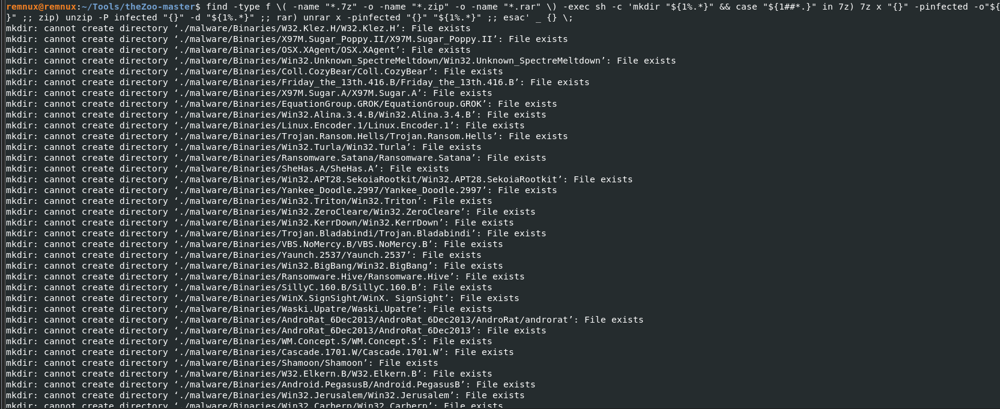 remnux@remnux:~/Tools/theZoo-master$ find -type f \( -name "*.7z" -o -name "*.zip" -o -name "*.rar" \) -exec sh -c 'mkdir "${1%.*}" && case "${1##*.}" in 7z) 7z x "{}" -pinfected -o"${
}" ;; zip) unzip -P infected "{}" -d "${1%.*}" ;; rar) unrar x -pinfected "{}" "${1%.*}" ;; esac' _ {} \;
mkdir: cannot create directory ‘./malware/Binaries/W32.Klez.H/W32.Klez.H’: File exists
mkdir: cannot create directory ‘./malware/Binaries/X97M.Sugar_Poppy.II/X97M.Sugar_Poppy.II’: File exists
mkdir: cannot create directory ‘./malware/Binaries/OSX.XAgent/OSX.XAgent’: File exists
mkdir: cannot create directory ‘./malware/Binaries/Win32.Unknown_SpectreMeltdown/Win32.Unknown_SpectreMeltdown’: File exists
mkdir: cannot create directory ‘./malware/Binaries/Coll.CozyBear/Coll.CozyBear’: File exists
mkdir: cannot create directory ‘./malware/Binaries/Friday_the_13th.416.B/Friday_the_13th.416.B’: File exists
mkdir: cannot create directory ‘./malware/Binaries/X97M.Sugar.A/X97M.Sugar.A’: File exists
mkdir: cannot create directory ‘./malware/Binaries/EquationGroup.GROK/EquationGroup.GROK’: File exists
mkdir: cannot create directory ‘./malware/Binaries/Win32.Alina.3.4.B/Win32.Alina.3.4.B’: File exists
mkdir: cannot create directory ‘./malware/Binaries/Linux.Encoder.1/Linux.Encoder.1’: File exists
mkdir: cannot create directory ‘./malware/Binaries/Trojan.Ransom.Hells/Trojan.Ransom.Hells’: File exists
mkdir: cannot create directory ‘./malware/Binaries/Win32.Turla/Win32.Turla’: File exists
mkdir: cannot create directory ‘./malware/Binaries/Ransomware.Satana/Ransomware.Satana’: File exists
mkdir: cannot create directory ‘./malware/Binaries/SheHas.A/SheHas.A’: File exists
mkdir: cannot create directory ‘./malware/Binaries/Win32.APT28.SekoiaRootkit/Win32.APT28.SekoiaRootkit’: File exists
mkdir: cannot create directory ‘./malware/Binaries/Yankee_Doodle.2997/Yankee_Doodle.2997’: File exists
mkdir: cannot create directory ‘./malware/Binaries/Win32.Triton/Win32.Triton’: File exists
mkdir: cannot create directory ‘./malware/Binaries/Win32.ZeroCleare/Win32.ZeroCleare’: File exists
mkdir: cannot create directory ‘./malware/Binaries/Win32.KerrDown/Win32.KerrDown’: File exists
mkdir: cannot create directory ‘./malware/Binaries/Trojan.Bladabindi/Trojan.Bladabindi’: File exists
mkdir: cannot create directory ‘./malware/Binaries/VBS.NoMercy.B/VBS.NoMercy.B’: File exists
mkdir: cannot create directory ‘./malware/Binaries/Yaunch.2537/Yaunch.2537’: File exists
mkdir: cannot create directory ‘./malware/Binaries/Win32.BigBang/Win32.BigBang’: File exists
mkdir: cannot create directory ‘./malware/Binaries/Ransomware.Hive/Ransomware.Hive’: File exists
mkdir: cannot create directory ‘./malware/Binaries/SillyC.160.B/SillyC.160.B’: File exists
mkdir: cannot create directory ‘./malware/Binaries/WinX.SignSight/WinX. SignSight’: File exists
mkdir: cannot create directory ‘./malware/Binaries/Waski.Upatre/Waski.Upatre’: File exists
mkdir: cannot create directory ‘./malware/Binaries/AndroRat_6Dec2013/AndroRat_6Dec2013/AndroRat/androrat’: File exists
mkdir: cannot create directory ‘./malware/Binaries/AndroRat_6Dec2013/AndroRat_6Dec2013’: File exists
mkdir: cannot create directory ‘./malware/Binaries/WM.Concept.S/WM.Concept.S’: File exists
mkdir: cannot create directory ‘./malware/Binaries/Cascade.1701.W/Cascade.1701.W’: File exists
mkdir: cannot create directory ‘./malware/Binaries/Shamoon/Shamoon’: File exists
mkdir: cannot create directory ‘./malware/Binaries/W32.Elkern.B/W32.Elkern.B’: File exists
mkdir: cannot create directory ‘./malware/Binaries/Android.PegasusB/Android.PegasusB’: File exists
mkdir: cannot create directory ‘./malware/Binaries/Win32.Jerusalem/Win32.Jerusalem’: File exists
mkdir: cannot create directory ‘./malware/Binaries/Win32.Carberp/Win32.Carberp’: File exists